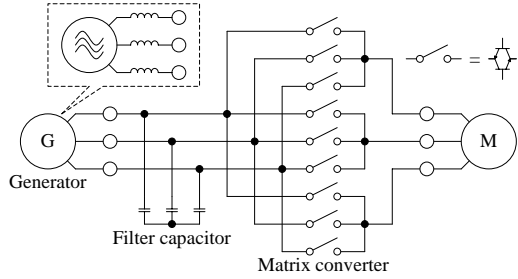 G
M
Generator
Filter capacitor
Matrix converter
=